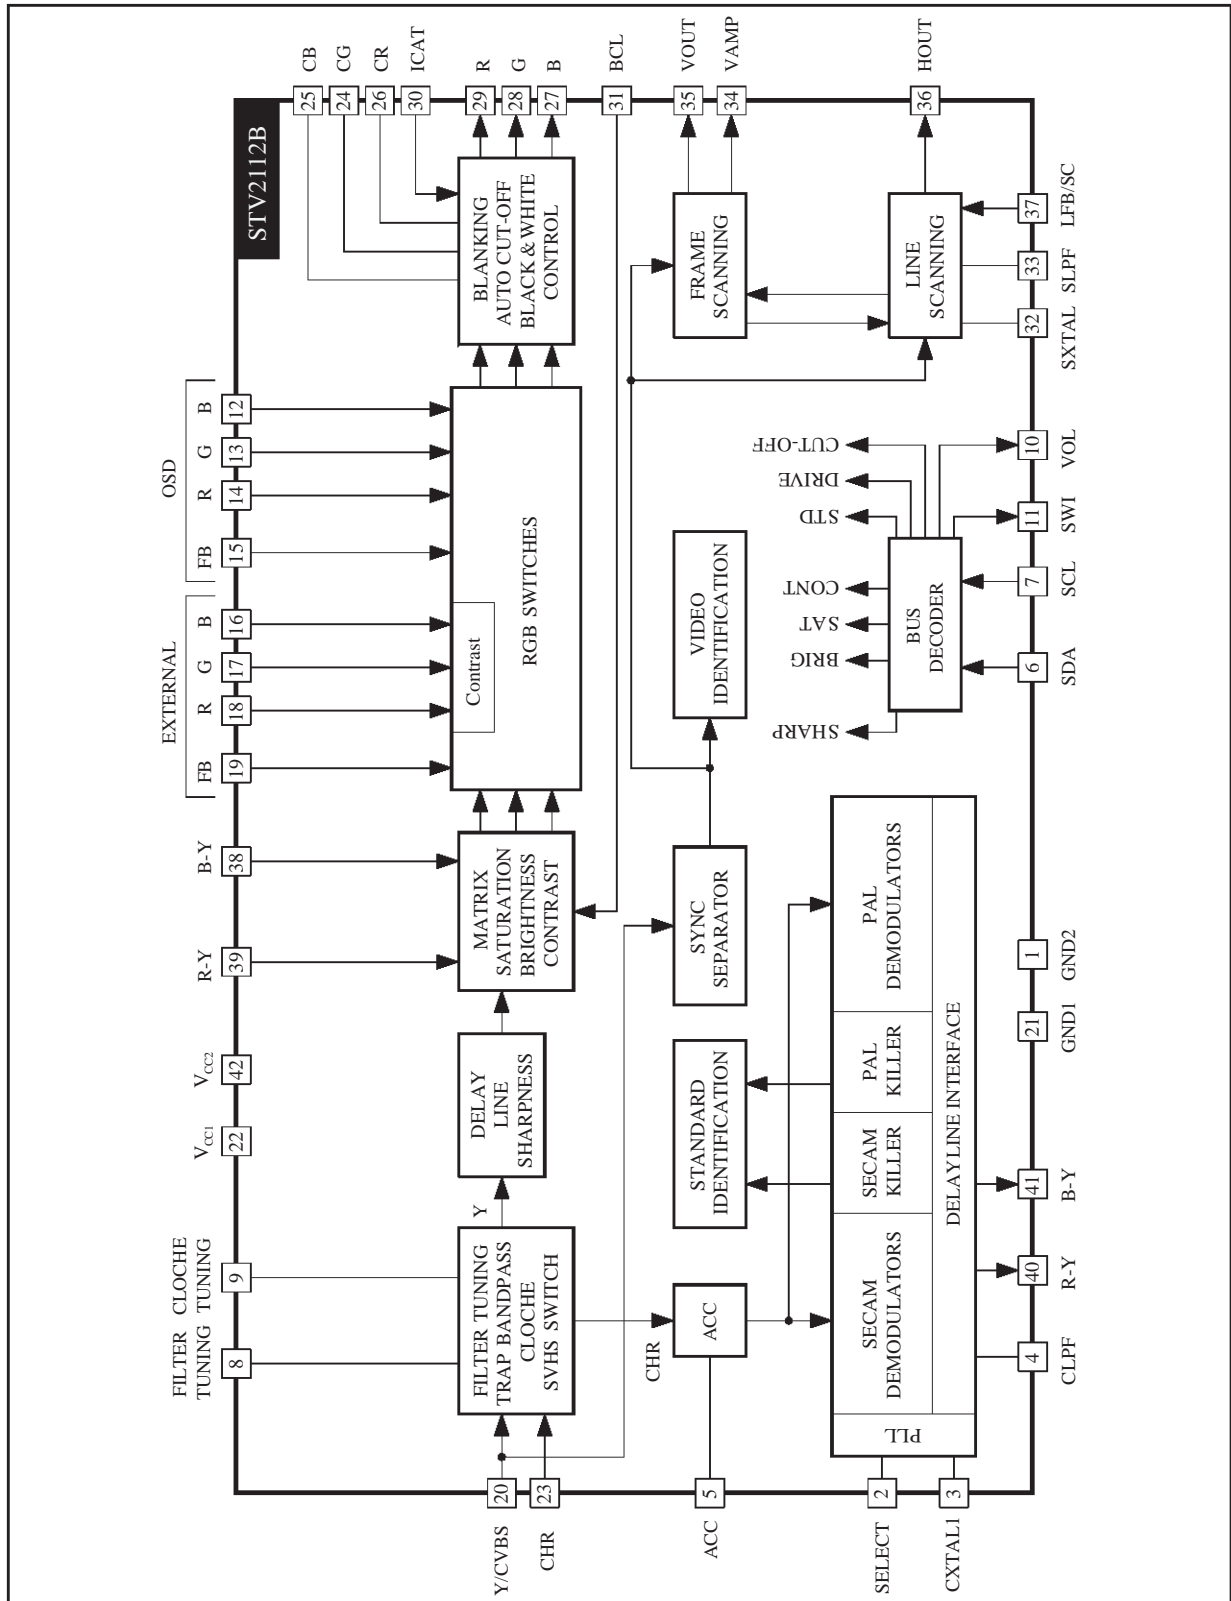 STV2112B
FILTER TUNING
8
CLOCHE TUNING
9
VCC1
22
VCC2
42
R-Y
39
B-Y
38
EXTERNAL
FB
19
R
18
G
17
B
16
OSD
FB
15
R
14
G
13
B
12
CB
25
CG
24
CR
26
ICAT
30
R
29
G
28
B
27
BCL
31
VOUT
35
VAMP
34
HOUT
36
Y/CVBS
20
CHR
23
ACC
5
SELECT
2
CXTAL1
3
FILTER TUNING
TRAP BANDPASS
CLOCHE
SVHS SWITCH
Y
DELAY
LINE
SHARPNESS
MATRIX
SATURATION
BRIGHTNESS
CONTRAST
Contrast
RGB SWITCHES
BLANKING
AUTO CUT-OFF
BLACK & WHITE
CONTROL
CHR
ACC
STANDARD
IDENTIFICATION
SYNC
SEPARATOR
VIDEO
IDENTIFICATION
FRAME
SCANNING
LINE
SCANNING
PLL
SECAM
DEMODULATORS
SECAM
KILLER
PAL
KILLER
PAL
DEMODULATORS
DELAY LINE INTERFACE
SHARP
BRIG
SAT
CONT
STD
DRIVE
CUT-OFF
BUS
DECODER
4
CLPF
40
R-Y
41
B-Y
21
GND1
1
GND2
6
SDA
7
SCL
11
SWI
10
VOL
32
SXTAL
33
SLPF
37
LFB/SC